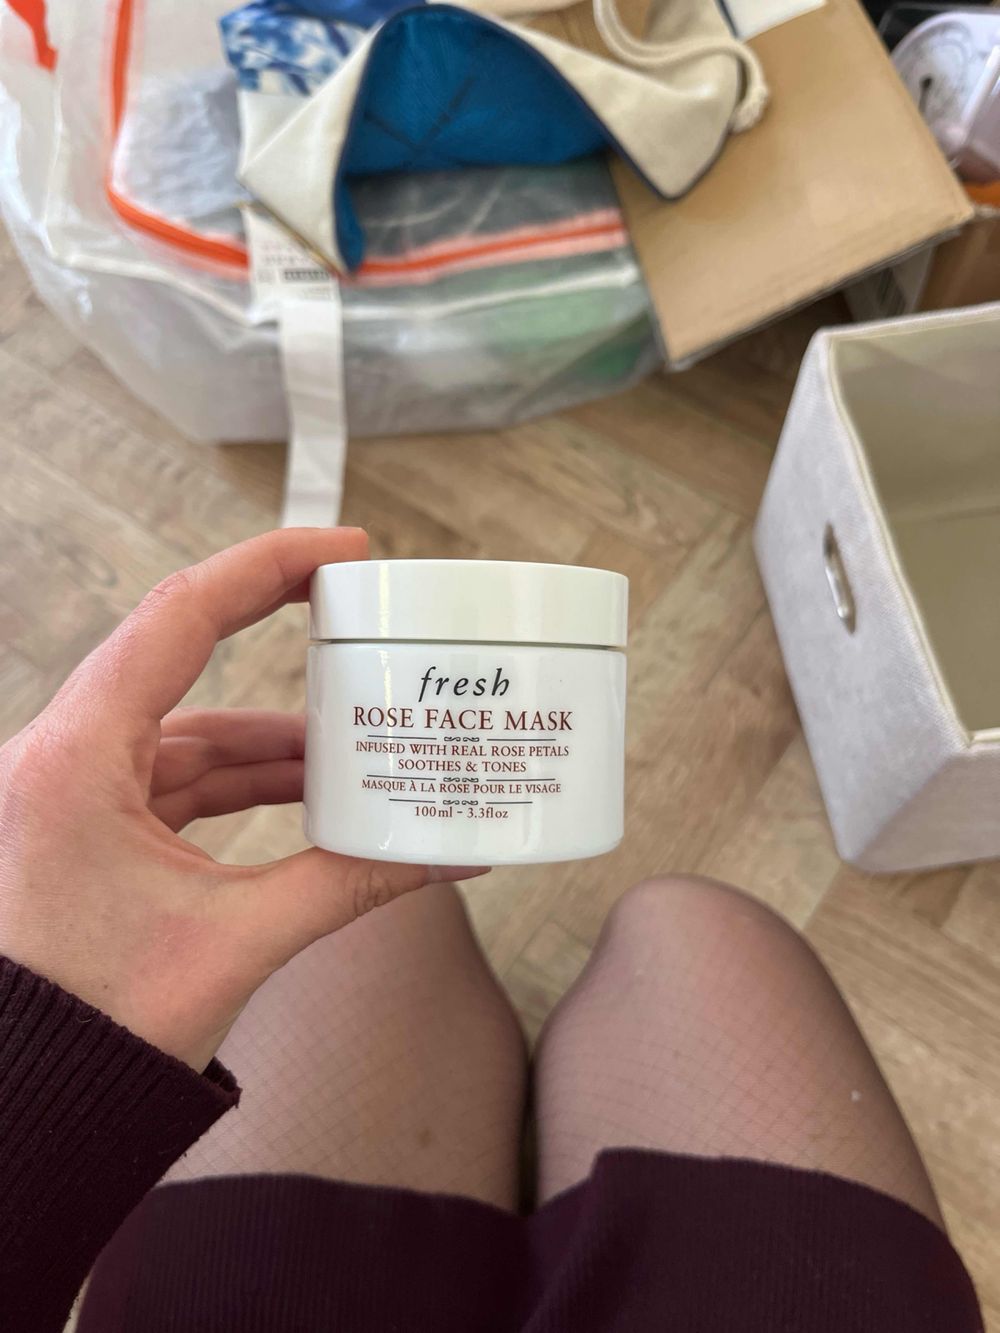 fresh
ROSE FACE MASK
INFUSED WITH REAL ROSE PETALS
SOOTHES & TONES
MASQUE À LA ROSE POUR LE VISAGE
100ml - 3.3floz